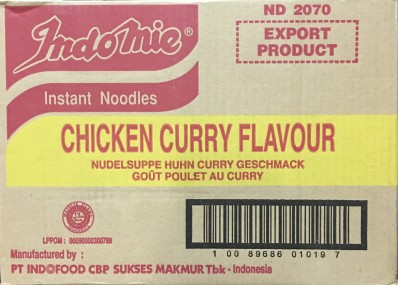 ND 2070
Indomie®
EXPORT
PRODUCT
Instant Noodles
CHICKEN CURRY FLAVOUR
NUDELSUPPE HUHN CURRY GESCHMACK
GOÛT POULET AU CURRY
LPPOM : 00090000300799
1 00 89686 01019 7
Manufactured by :
PT INDOFOOD CBP SUKSES MAKMUR Tbk - Indonesia